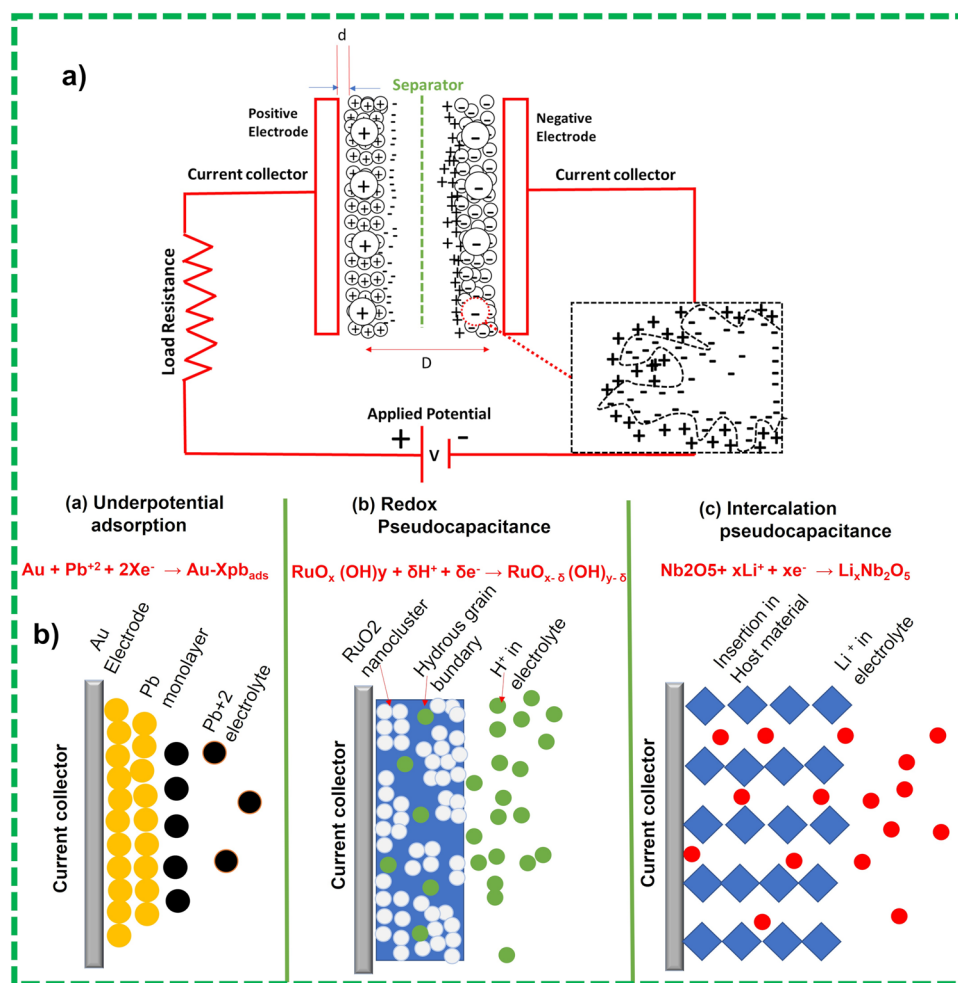 d
a)
Separator
Positive
Electrode
Negative
Electrode
Current collector
Current collector
Load Resistance
D
Applied Potential
+ -
V
(a) Underpotential
adsorption
(b) Redox
Pseudocapacitance
(c) Intercalation
pseudocapacitance
Au + Pb⁺² + 2Xe⁻ → Au-Xpb_ads
RuOₓ (OH)y + δH⁺ + δe⁻ → RuO_x-δ (OH)_y-δ
Nb2O5+ xLi⁺ + xe⁻ → LiₓNb₂O₅
b)
Au
Electrode
Pb
monolayer
Pb+2
electrolyte
Current collector
RuO2
nanocluster
Hydrous grain
bundary
H⁺ in
electrolyte
Current collector
Insertion in
Host material
Li⁺ in
electrolyte
Current collector